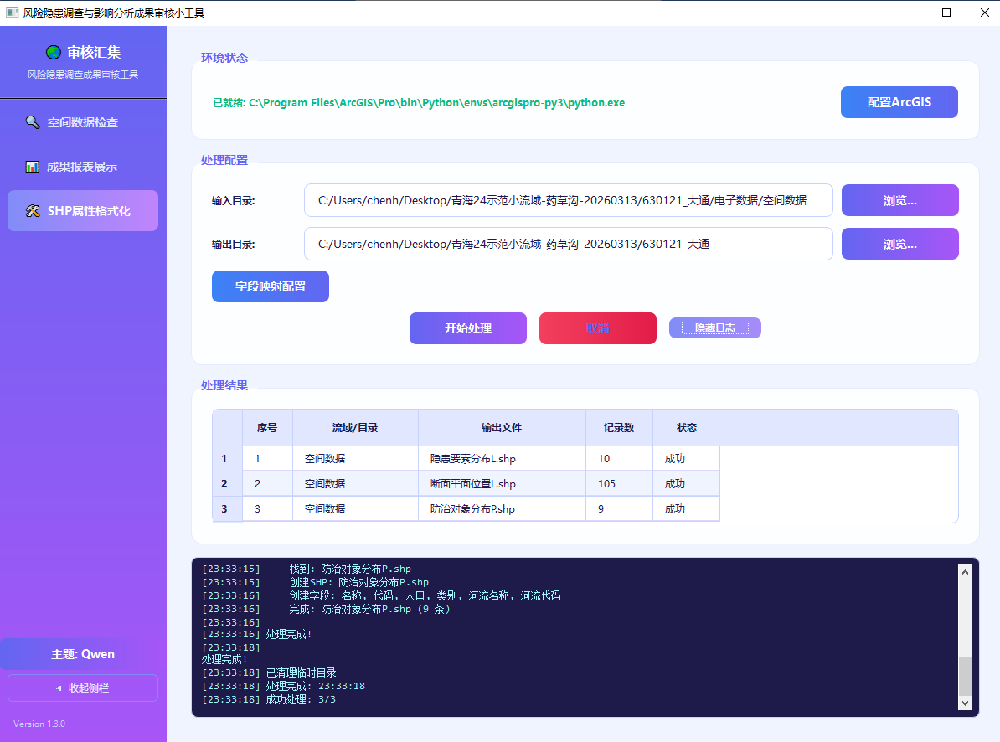 风险隐患调查与影响分析成果审核小工具
审核汇集
风险隐患调查成果审核工具
空间数据检查
成果报表展示
SHP属性格式化
主题: Qwen
收起侧栏
Version 1.3.0
环境状态
已就绪: C:\Program Files\ArcGIS\Pro\bin\Python\envs\arcgispro-py3\python.exe
配置ArcGIS
处理配置
输入目录: C:/Users/chenh/Desktop/青海24示范小流域-药草沟-20260313/630121_大通/电子数据/空间数据 浏览...
输出目录: C:/Users/chenh/Desktop/青海24示范小流域-药草沟-20260313/630121_大通 浏览...
字段映射配置
开始处理 取消 隐藏日志
处理结果
序号 流域/目录 输出文件 记录数 状态
1 1 空间数据 隐患要素分布L.shp 10 成功
2 2 空间数据 断面平面位置L.shp 105 成功
3 3 空间数据 防治对象分布P.shp 9 成功
[23:33:15] 找到: 防治对象分布P.shp
[23:33:15] 创建SHP: 防治对象分布P.shp
[23:33:16] 创建字段: 名称, 代码, 人口, 类别, 河流名称, 河流代码
[23:33:16] 完成: 防治对象分布P.shp (9 条)
[23:33:16]
[23:33:16] 处理完成!
[23:33:18]
处理完成!
[23:33:18] 已清理临时目录
[23:33:18] 处理完成: 23:33:18
[23:33:18] 成功处理: 3/3